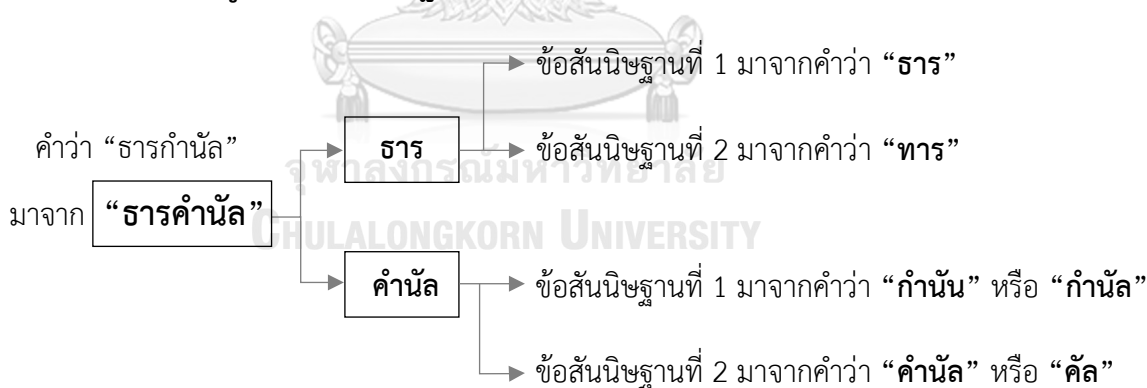 ข้อสันนิษฐานที่ 1 มาจากคำว่า “ธาร”
คำว่า “ธารกำนัล”
ธาร
ข้อสันนิษฐานที่ 2 มาจากคำว่า “ทาร”
จุฬาลงกรณ์มหาวิทยาลัย
มาจาก “ธารคำนัล”
CHULALONGKORN UNIVERSITY
คำนัล
ข้อสันนิษฐานที่ 1 มาจากคำว่า “กำนัน” หรือ “กำนัล”
ข้อสันนิษฐานที่ 2 มาจากคำว่า “คำนัล” หรือ “คัล”